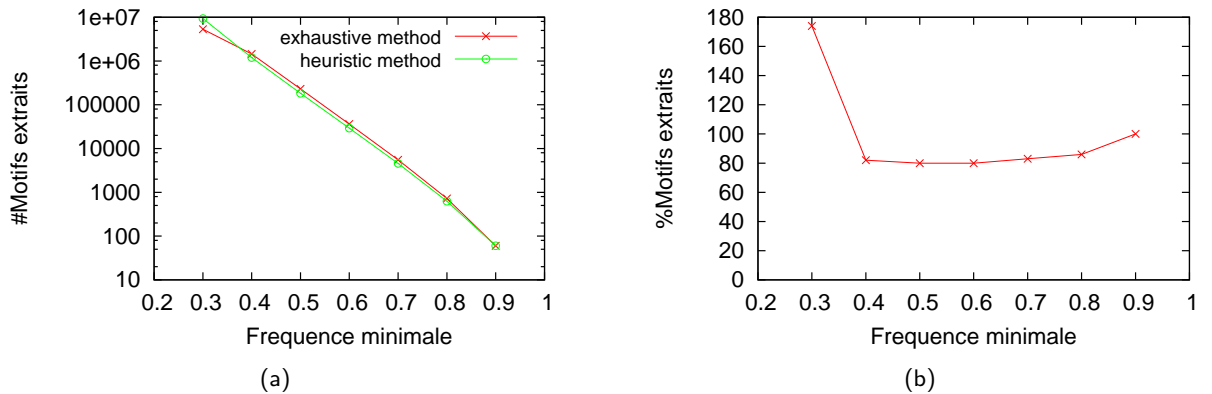 1e+07
1e+06
100000
10000
1000
100
10
#Motifs extraits
exhaustive method
heuristic method
0.2 0.3 0.4 0.5 0.6 0.7 0.8 0.9 1
Frequence minimale
(a)
180
160
140
120
100
80
60
40
20
0
%Motifs extraits
0.2 0.3 0.4 0.5 0.6 0.7 0.8 0.9 1
Frequence minimale
(b)